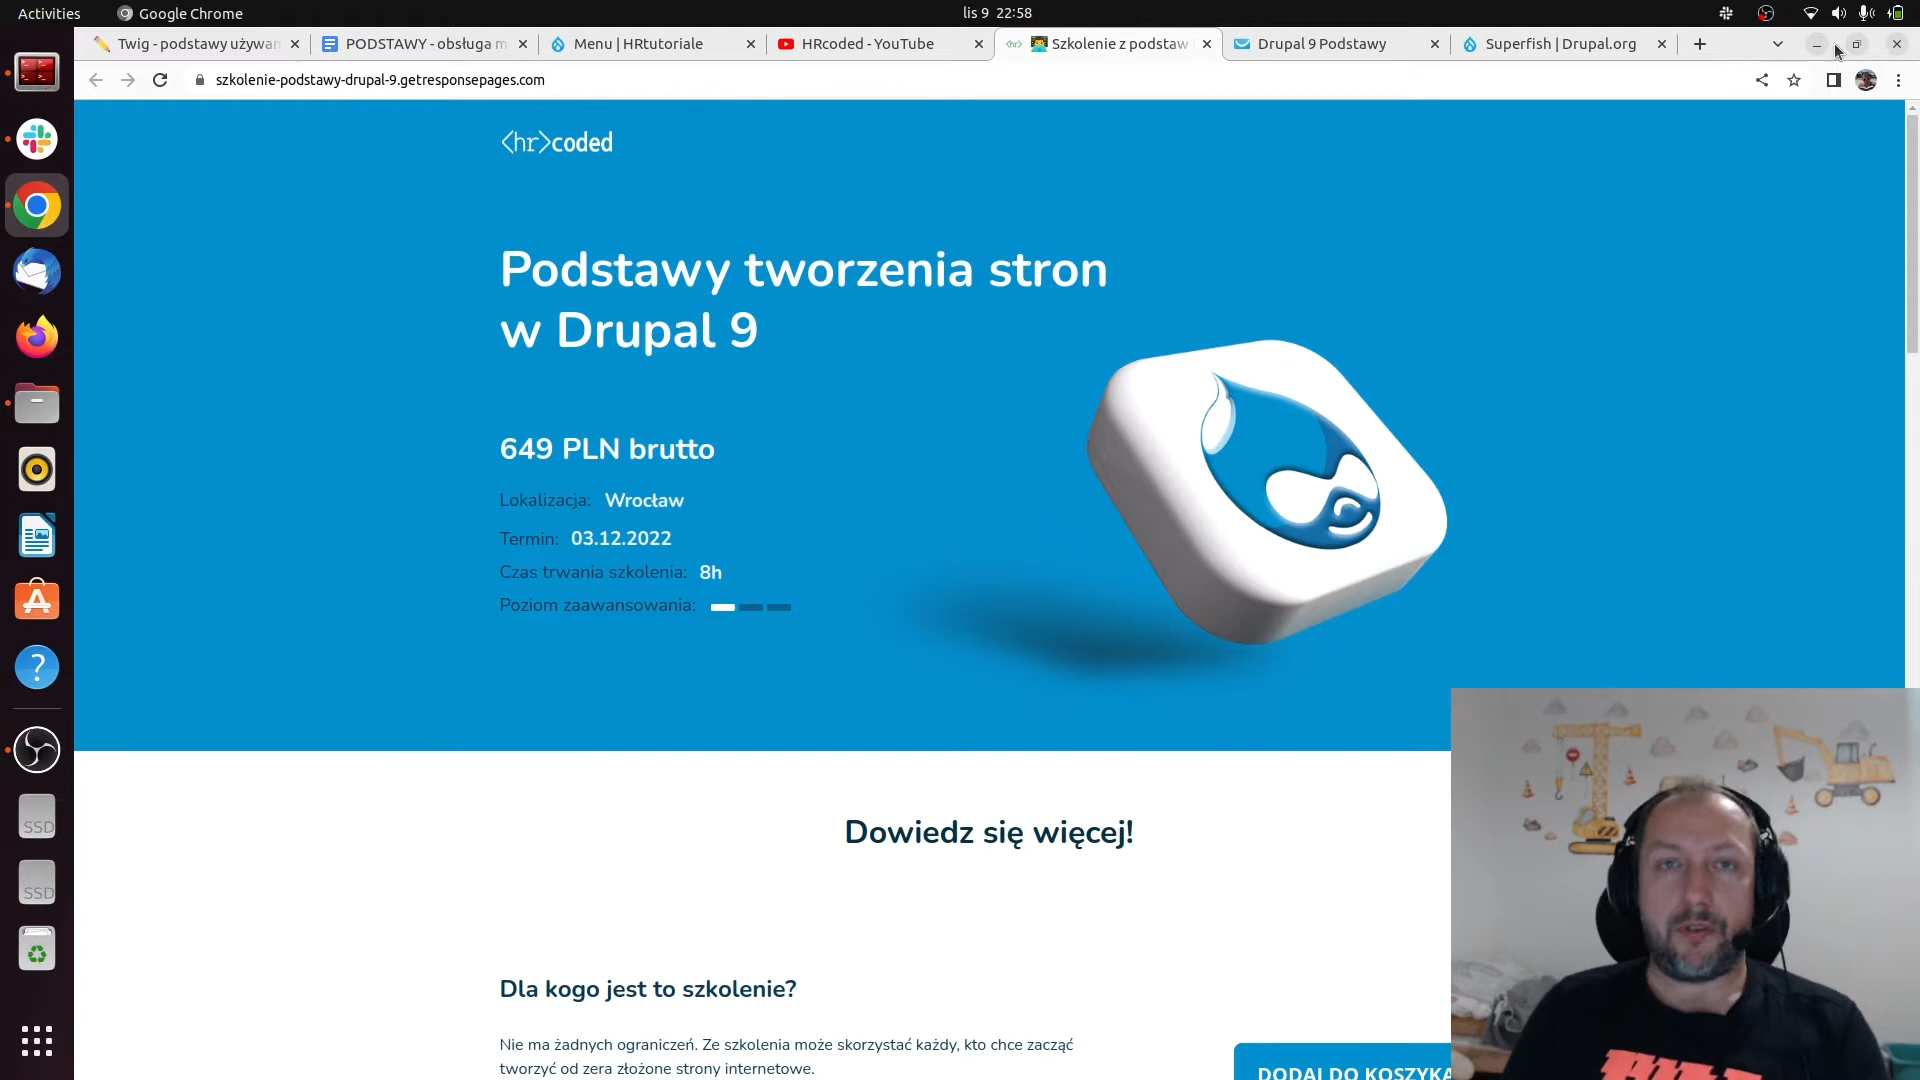 Activities
Google Chrome
lis 9 22:58
Twig - podstawy używan
PODSTAWY - obsługa m
Menu | HRtutoriale
HRcoded - YouTube
Szkolenie z podstaw
Drupal 9 Podstawy
Superfish | Drupal.org
szkolenie-podstawy-drupal-9.getresponsepages.com
<hr>coded
Podstawy tworzenia stron
w Drupal 9
649 PLN brutto
Lokalizacja: Wrocław
Termin: 03.12.2022
Czas trwania szkolenia: 8h
Poziom zaawansowania:
SSD
SSD
Dowiedz się więcej!
Dla kogo jest to szkolenie?
Nie ma żadnych ograniczeń. Ze szkolenia może skorzystać każdy, kto chce zacząć
tworzyć od zera złożone strony internetowe.
DODAJ DO KOSZYKA